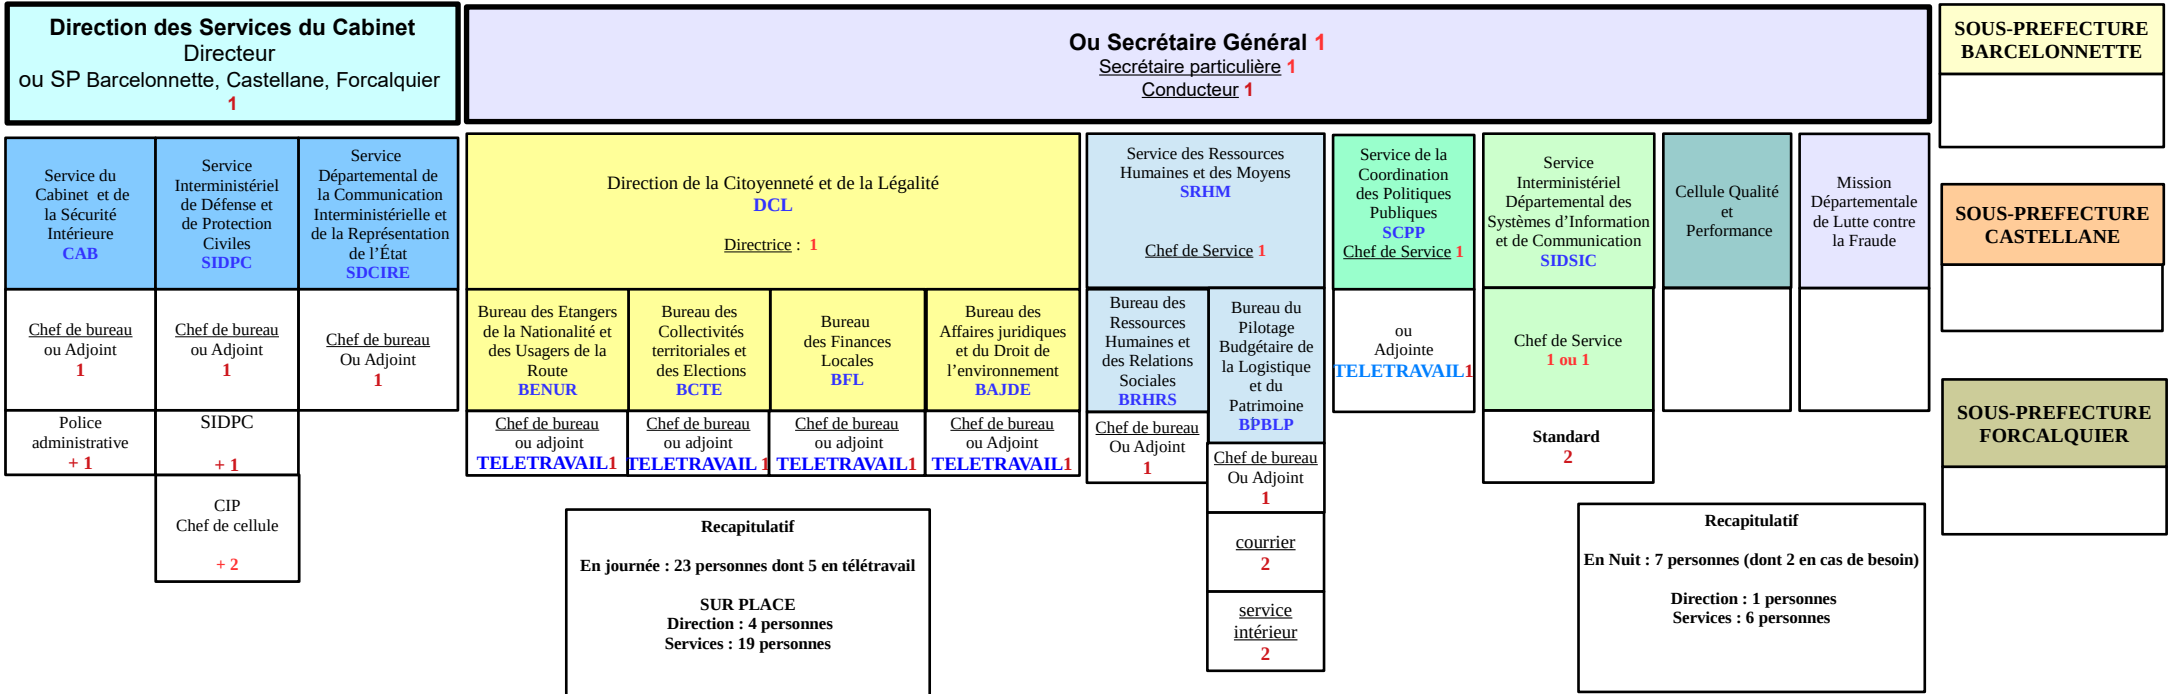 Direction des Services du Cabinet
Directeur
ou SP Barcelonnette, Castellane, Forcalquier
1
Ou Secrétaire Général 1
Secrétaire particulière 1
Conducteur 1
SOUS-PREFECTURE
BARCELONNETTE
Service du
Cabinet et de
la Sécurité
Intérieure
CAB
Service
Interministériel
de Défense et
de Protection
Civiles
SIDPC
Service
Départemental de
la Communication
Interministérielle et
de la Représentation
de l'État
SDCIRE
Direction de la Citoyenneté et de la Légalité
DCL
Directrice : 1
Service des Ressources
Humaines et des Moyens
SRHM
Chef de Service 1
Service de la
Coordination
des Politiques
Publiques
SCPP
Chef de Service 1
Service
Interministériel
Départemental des
Systèmes d'Information
et de Communication
SIDSIC
Cellule Qualité
et
Performance
Mission
Départementale
de Lutte contre
la Fraude
SOUS-PREFECTURE
CASTELLANE
Chef de bureau
ou Adjoint
1
Chef de bureau
ou Adjoint
1
Chef de bureau
Ou Adjoint
1
Bureau des Etangers
de la Nationalité et
des Usagers de la
Route
BENUR
Bureau des
Collectivités
territoriales et
des Elections
BCTE
Bureau
des Finances
Locales
BFL
Bureau des
Affaires juridiques
et du Droit de
l'environnement
BAJDE
Bureau des
Ressources
Humaines et
des Relations
Sociales
BRHRS
Bureau du
Pilotage
Budgétaire de
la Logistique
et du
Patrimoine
BPBLP
ou
Adjointe
TELETRAVAIL1
Chef de Service
1 ou 1
SOUS-PREFECTURE
FORCALQUIER
Police
administrative
+ 1
SIDPC
+ 1
Chef de bureau
ou adjoint
TELETRAVAIL1
Chef de bureau
ou adjoint
TELETRAVAIL 1
Chef de bureau
ou adjoint
TELETRAVAIL1
Chef de bureau
ou Adjoint
TELETRAVAIL1
Chef de bureau
Ou Adjoint
1
Chef de bureau
Ou Adjoint
1
Standard
2
CIP
Chef de cellule
+ 2
courrier
2
service
intérieur
2
Recapitulatif
En journée : 23 personnes dont 5 en télétravail
SUR PLACE
Direction : 4 personnes
Services : 19 personnes
Recapitulatif
En Nuit : 7 personnes (dont 2 en cas de besoin)
Direction : 1 personnes
Services : 6 personnes